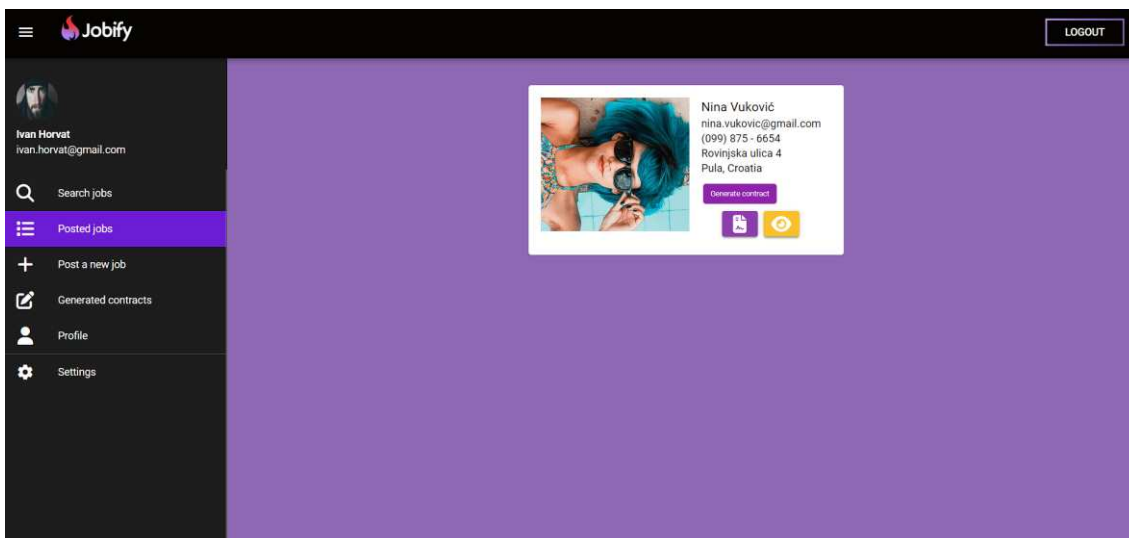 Jobify
LOGOUT
Ivan Horvat
ivan.horvat@gmail.com
Search jobs
Posted jobs
Post a new job
Generated contracts
Profile
Settings
Nina Vuković
nina.vukovic@gmail.com
(099) 875 - 6654
Rovinjska ulica 4
Pula, Croatia
Generate contract